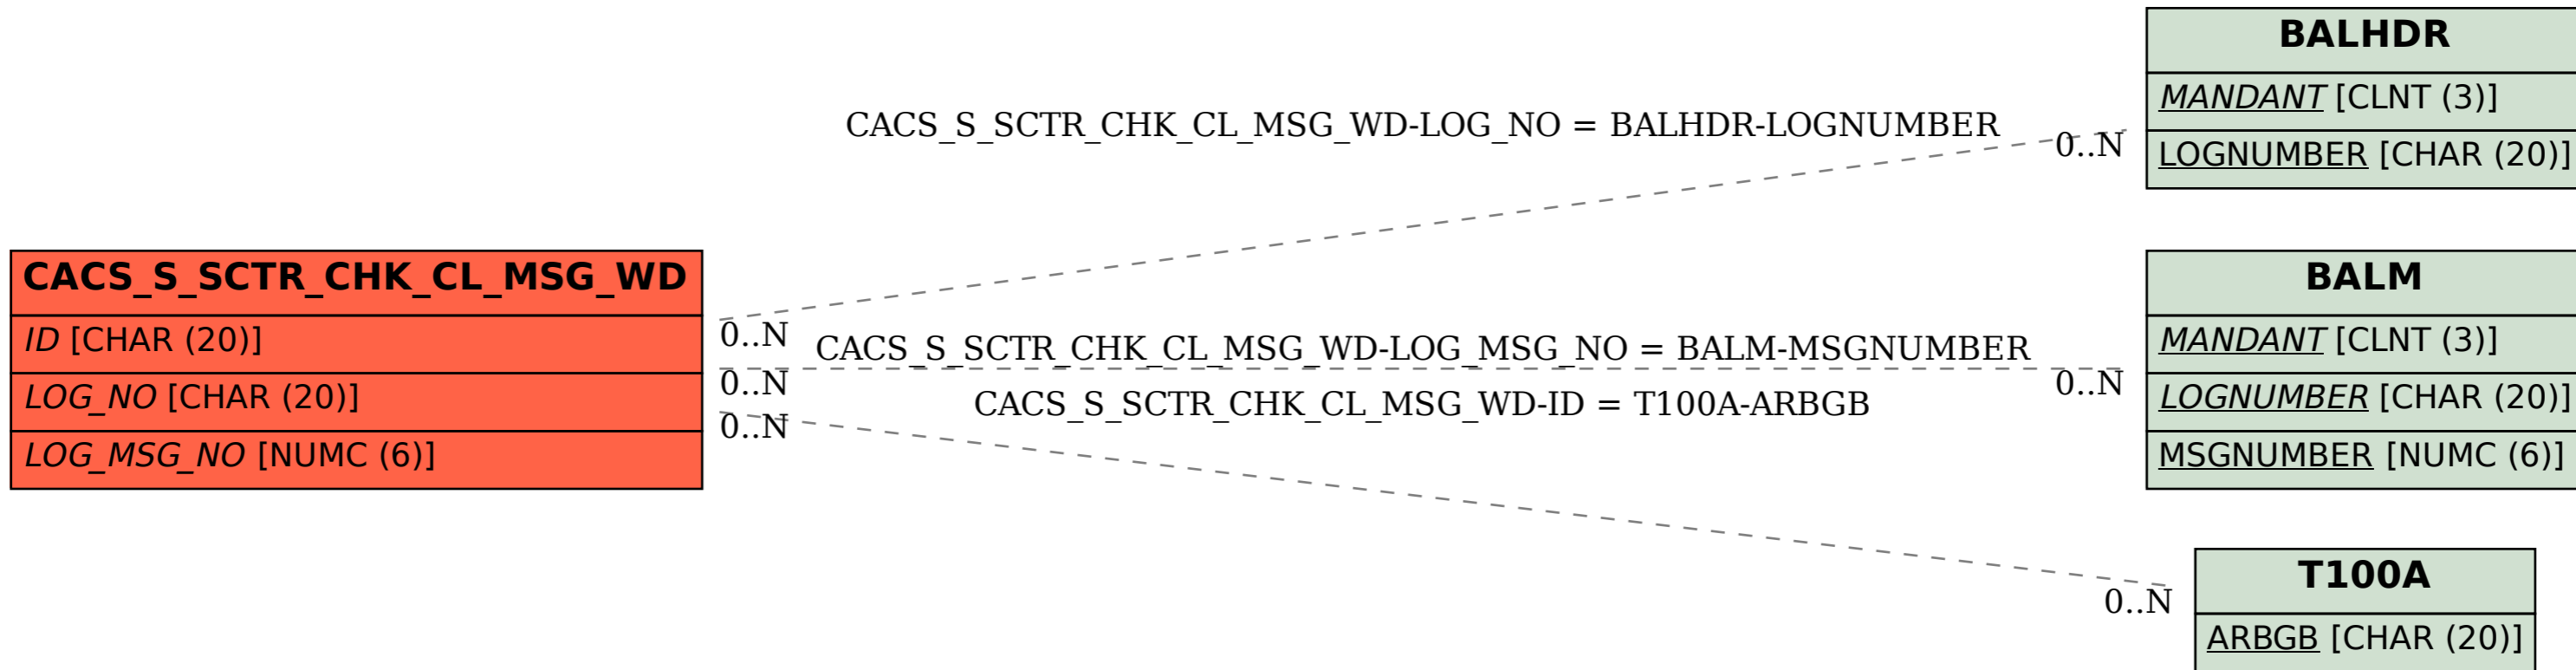 BALHDR
MANDANT [CLNT (3)]
LOGNUMBER [CHAR (20)]
CACS_S_SCTR_CHK_CL_MSG_WD-LOG_NO = BALHDR-LOGNUMBER
0..N
CACS_S_SCTR_CHK_CL_MSG_WD
ID [CHAR (20)]
LOG_NO [CHAR (20)]
LOG_MSG_NO [NUMC (6)]
0..N
CACS_S_SCTR_CHK_CL_MSG_WD-LOG_MSG_NO = BALM-MSGNUMBER
0..N
0..N
CACS_S_SCTR_CHK_CL_MSG_WD-ID = T100A-ARBGB
0..N
BALM
MANDANT [CLNT (3)]
LOGNUMBER [CHAR (20)]
MSGNUMBER [NUMC (6)]
0..N
T100A
ARBGB [CHAR (20)]